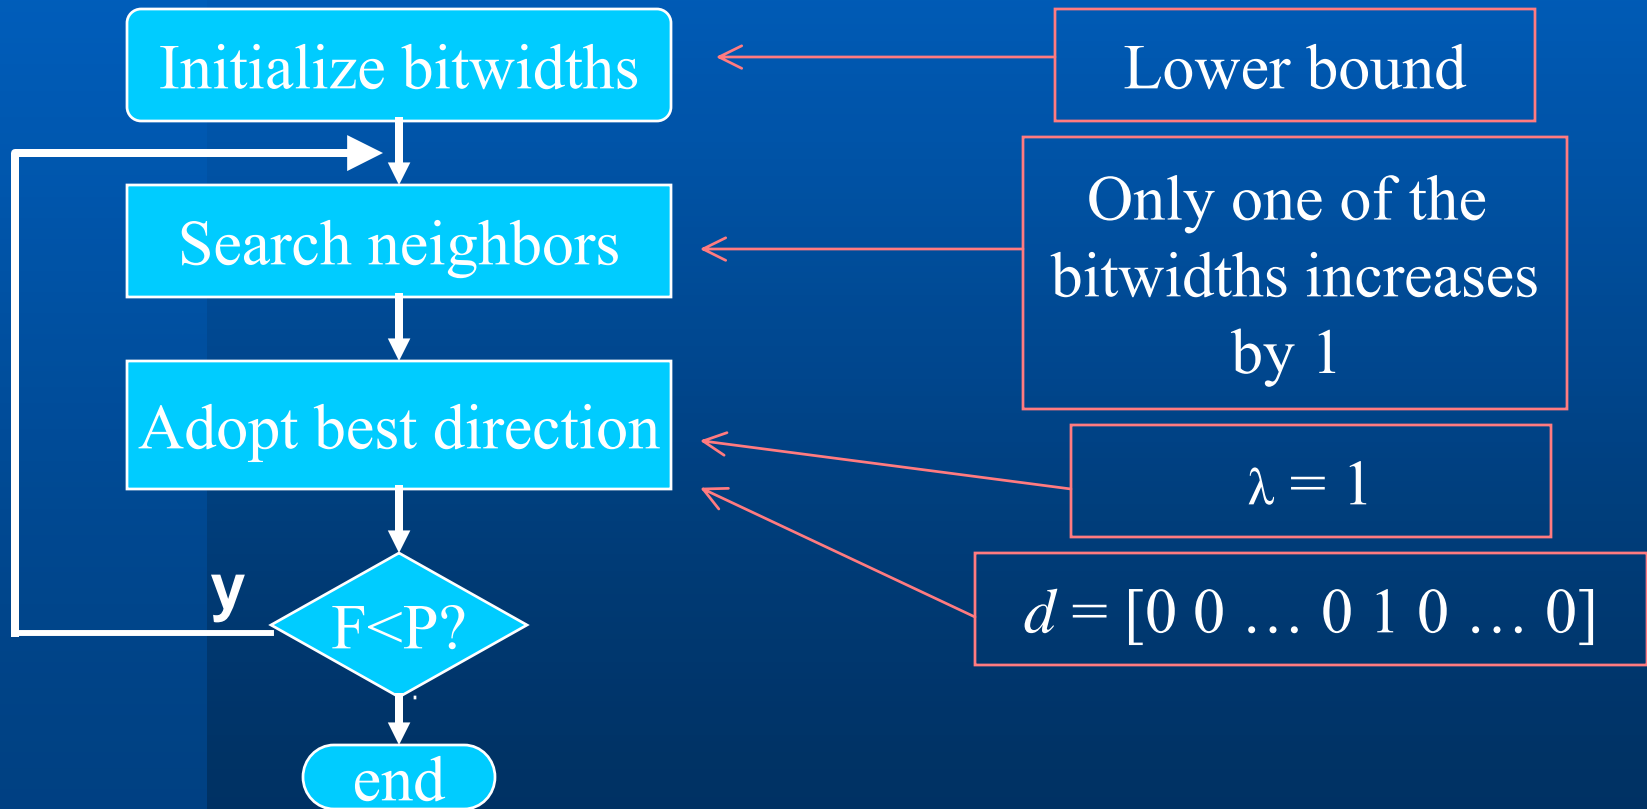 Initialize bitwidths
Lower bound
Search neighbors
Only one of the
bitwidths increases
by 1
Adopt best direction
λ = 1
d = [0 0 … 0 1 0 … 0]
y
F<P?
end